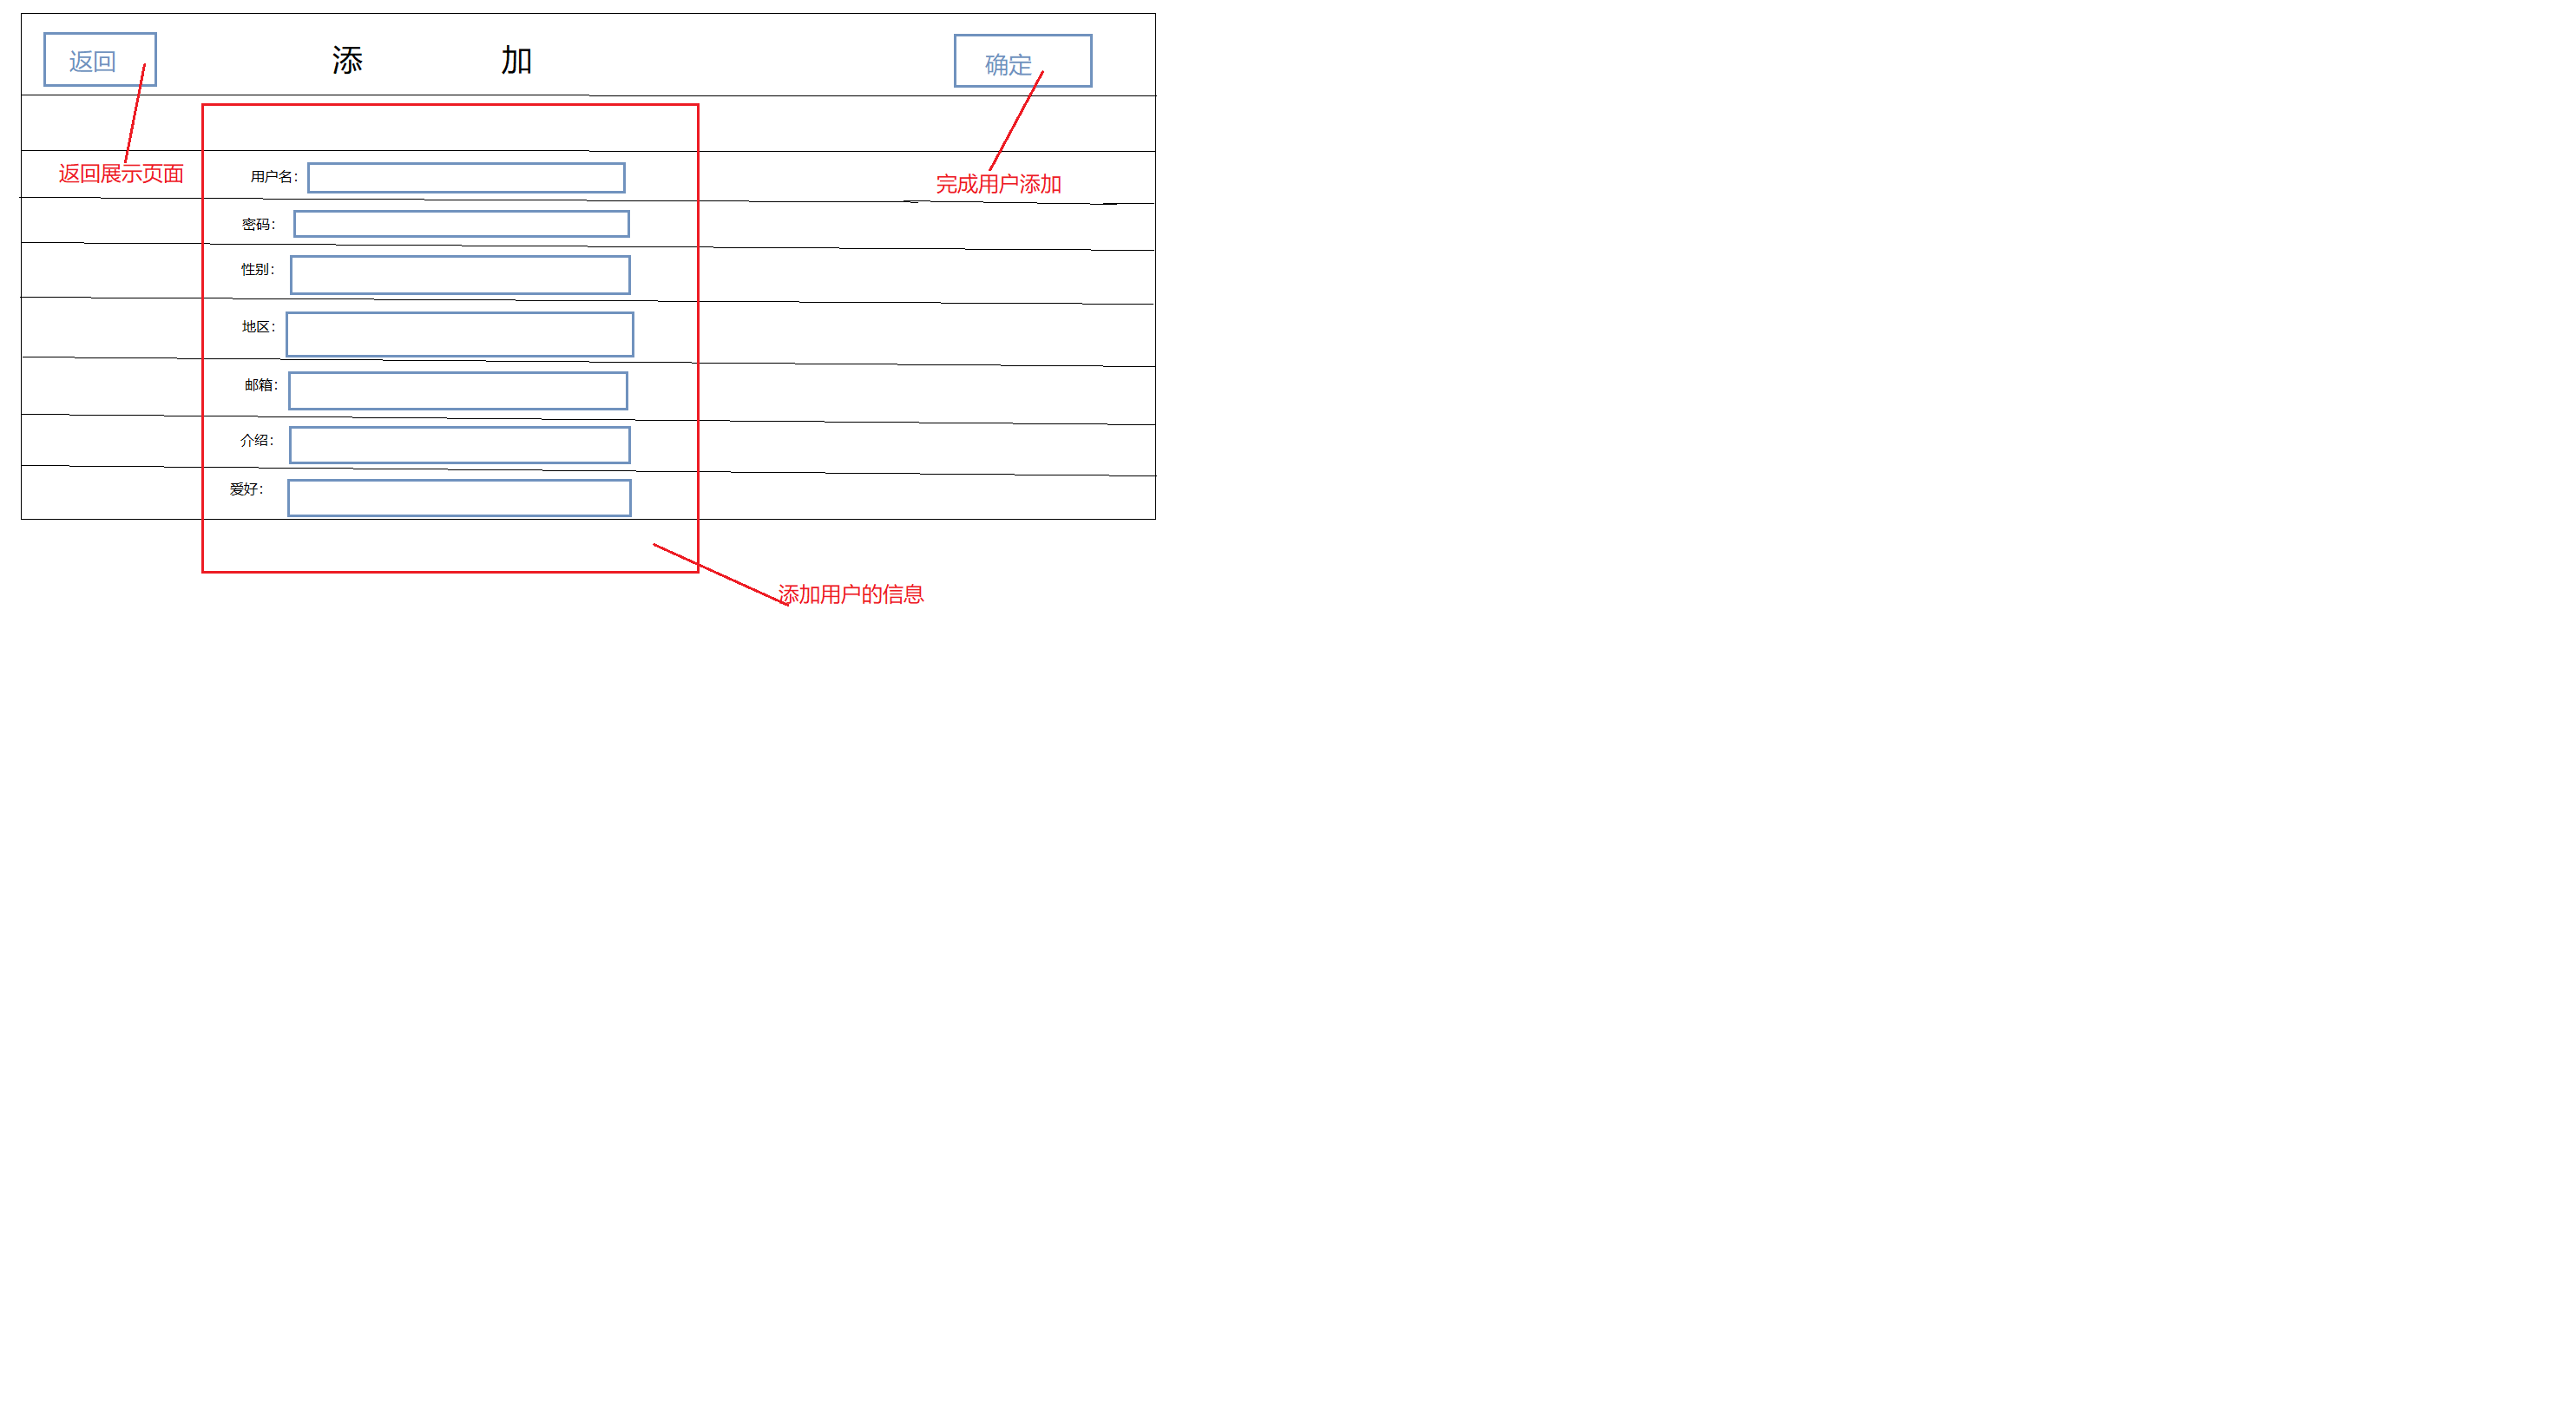 返回
添 加
确定
返回展示页面
用户名：
完成用户添加
密码：
性别：
地区：
邮箱：
介绍：
爱好：
添加用户的信息